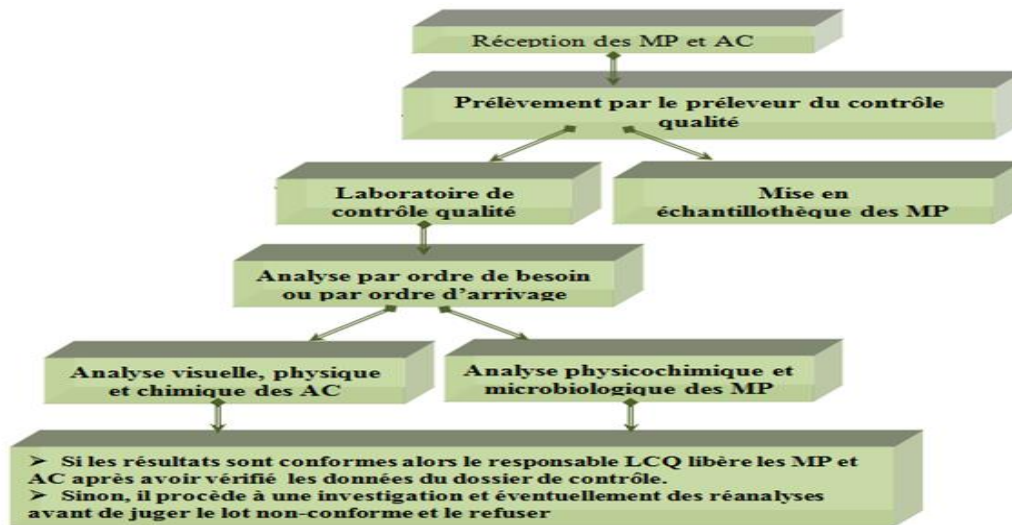 Réception des MP et AC
Prélèvement par le préleveur du contrôle
qualité
Laboratoire de
contrôle qualité
Mise en
échantillothèque des MP
Analyse par ordre de besoin
ou par ordre d’arrivage
Analyse visuelle, physique
et chimique des AC
Analyse physicochimique et
microbiologique des MP
➢ Si les résultats sont conformes alors le responsable LCQ libère les MP et
AC après avoir vérifié les données du dossier de contrôle.
➢ Sinon, il procède à une investigation et éventuellement des réanalyses
avant de juger le lot non-conforme et le refuser